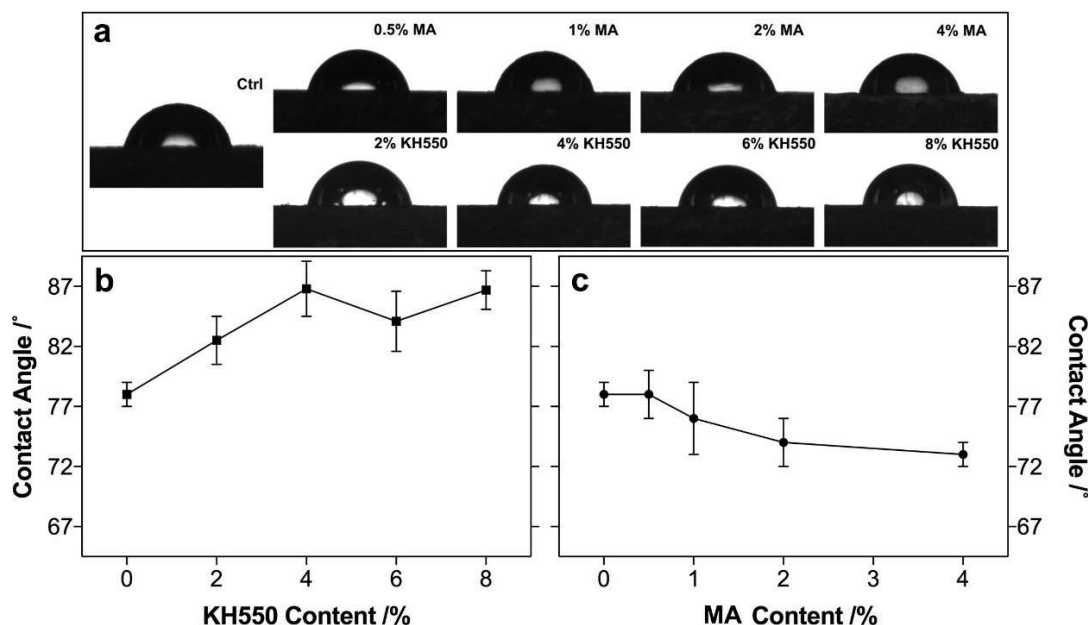 a
Ctrl
0.5% MA
1% MA
2% MA
4% MA
2% KH550
4% KH550
6% KH550
8% KH550
b
87
82
77
72
67
Contact Angle /°
0 2 4 6 8
KH550 Content /%
c
87
82
77
72
67
Contact Angle /°
0 1 2 3 4
MA Content /%